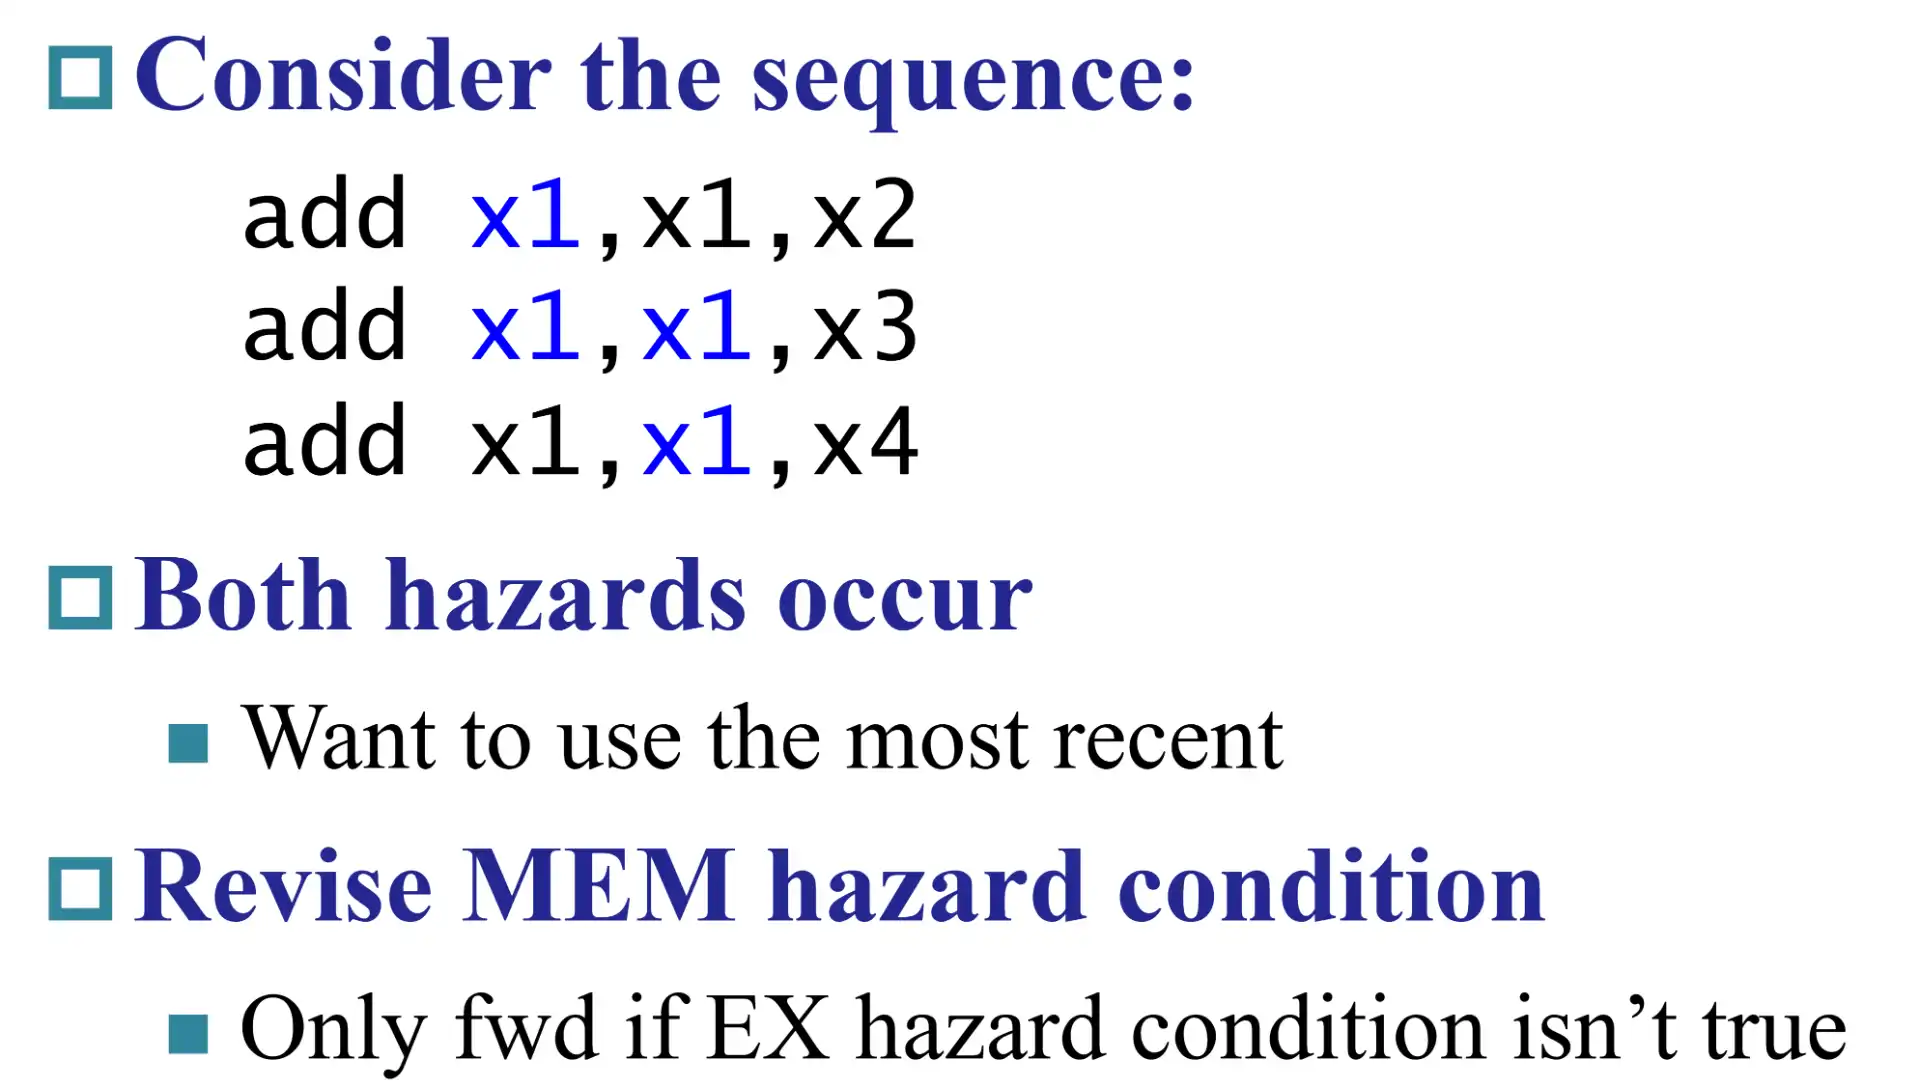 Consider the sequence:
add x1,x1,x2
add x1,x1,x3
add x1,x1,x4
Both hazards occur
Want to use the most recent
Revise MEM hazard condition
Only fwd if EX hazard condition isn’t true